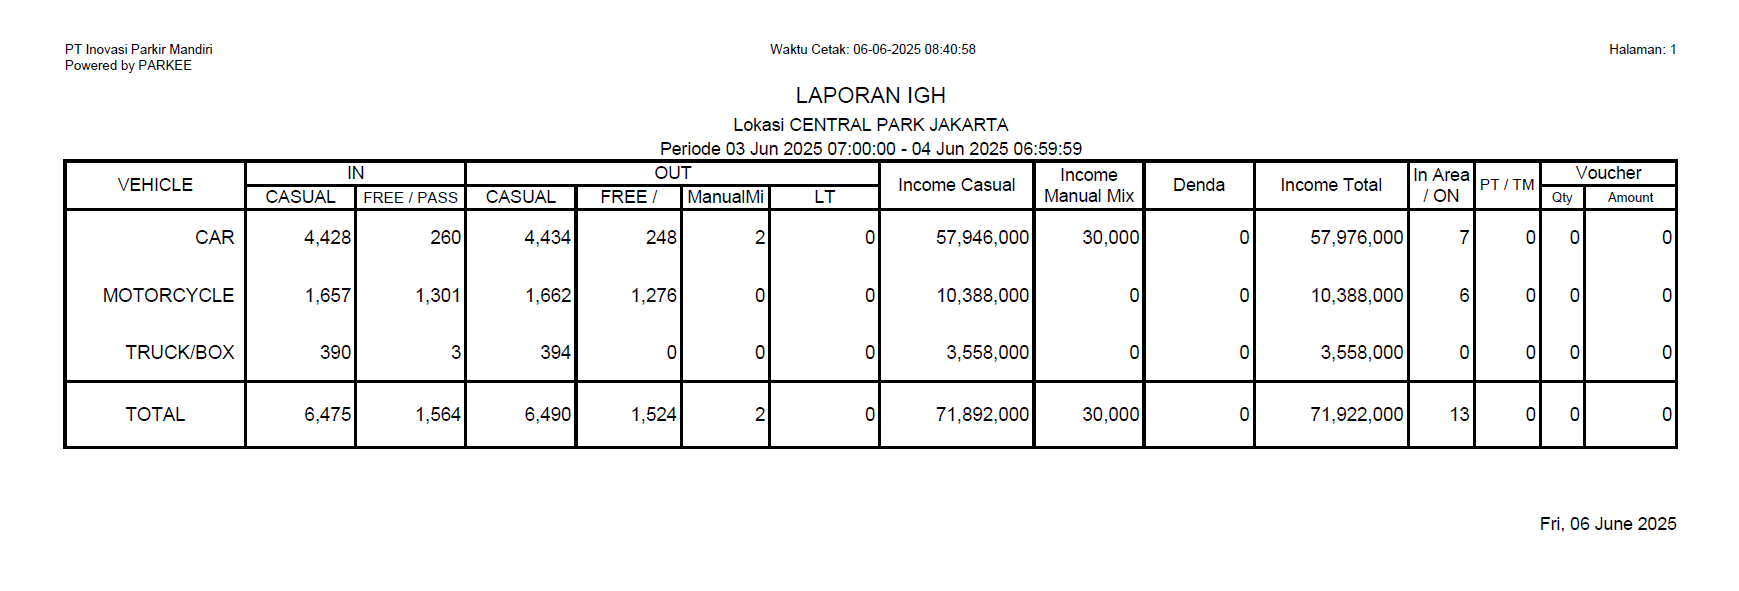 PT Inovasi Parkir Mandiri Waktu Cetak: 06-06-2025 08:40:58 Halaman: 1
Powered by PARKEE
LAPORAN IGH
Lokasi CENTRAL PARK JAKARTA
Periode 03 Jun 2025 07:00:00 - 04 Jun 2025 06:59:59
VEHICLE IN OUT Income Casual Income Manual Mix Denda Income Total In Area / ON PT / TM Voucher
CASUAL FREE / PASS CASUAL FREE / ManualMi LT Qty Amount
CAR 4,428 260 4,434 248 2 0 57,946,000 30,000 0 57,976,000 7 0 0 0
MOTORCYCLE 1,657 1,301 1,662 1,276 0 0 10,388,000 0 0 10,388,000 6 0 0 0
TRUCK/BOX 390 3 394 0 0 0 3,558,000 0 0 3,558,000 0 0 0 0
TOTAL 6,475 1,564 6,490 1,524 2 0 71,892,000 30,000 0 71,922,000 13 0 0 0
Fri, 06 June 2025